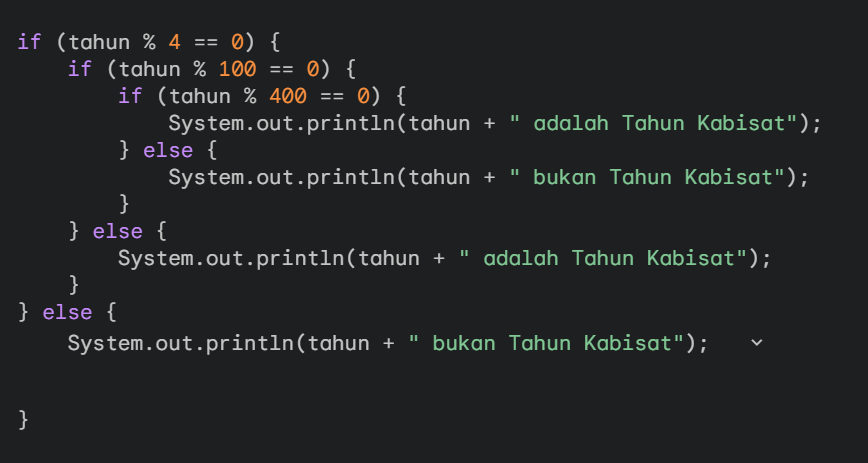 if (tahun % 4 == 0) {
    if (tahun % 100 == 0) {
        if (tahun % 400 == 0) {
            System.out.println(tahun + " adalah Tahun Kabisat");
        } else {
            System.out.println(tahun + " bukan Tahun Kabisat");
        }
    } else {
        System.out.println(tahun + " adalah Tahun Kabisat");
    }
} else {
    System.out.println(tahun + " bukan Tahun Kabisat");
}